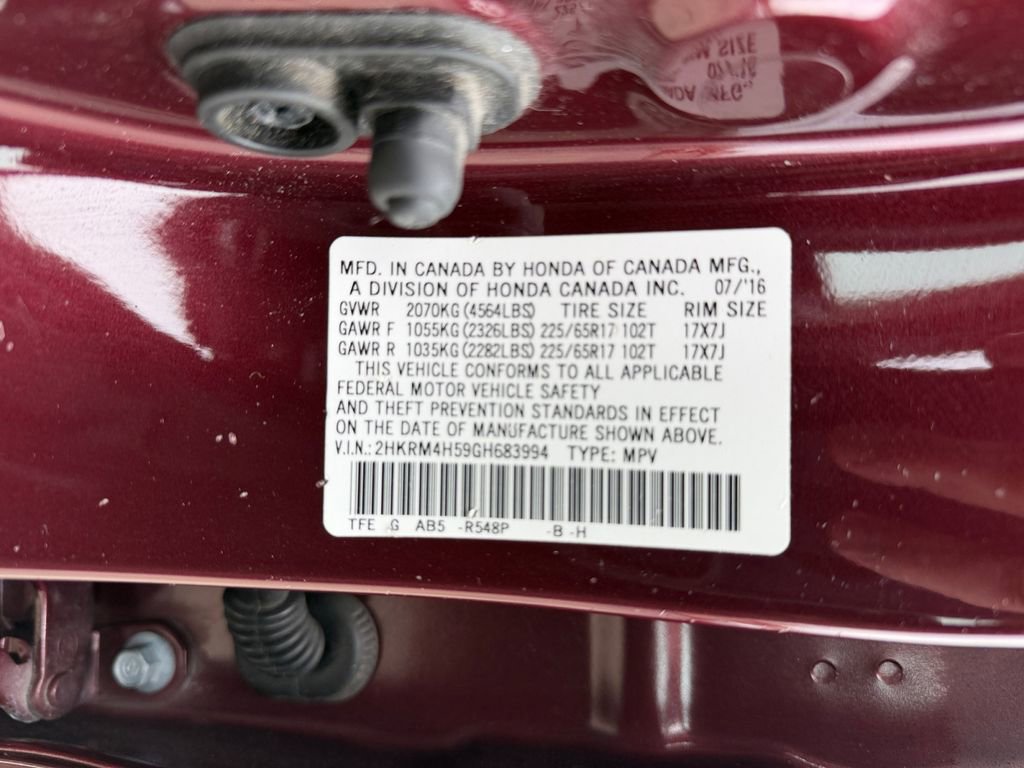 MFD. IN CANADA BY HONDA OF CANADA MFG.,
A DIVISION OF HONDA CANADA INC. 07/'16
GVWR 2070KG(4564LBS) TIRE SIZE RIM SIZE
GAWR F 1055KG(2326LBS) 225/65R17 102T 17X7J
GAWR R 1035KG(2282LBS) 225/65R17 102T 17X7J
THIS VEHICLE CONFORMS TO ALL APPLICABLE
FEDERAL MOTOR VEHICLE SAFETY
AND THEFT PREVENTION STANDARDS IN EFFECT
ON THE DATE OF MANUFACTURE SHOWN ABOVE.
V.I.N.:2HKRM4H59GH683994 TYPE: MPV
TFE G AB5 -R548P -B -H